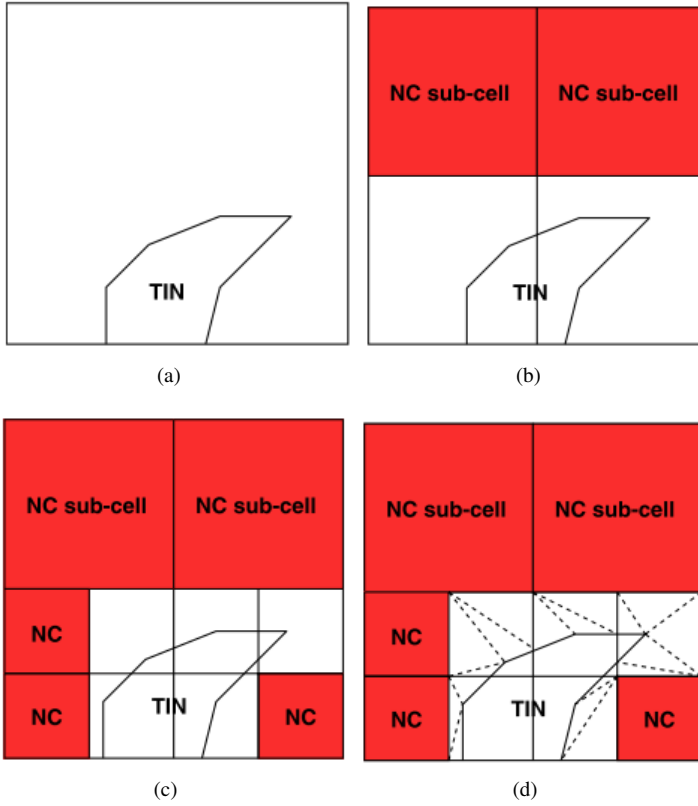 TIN
(a)
NC sub-cell NC sub-cell
TIN
(b)
NC sub-cell NC sub-cell
NC
NC TIN NC
(c)
NC sub-cell NC sub-cell
NC
NC TIN NC
(d)